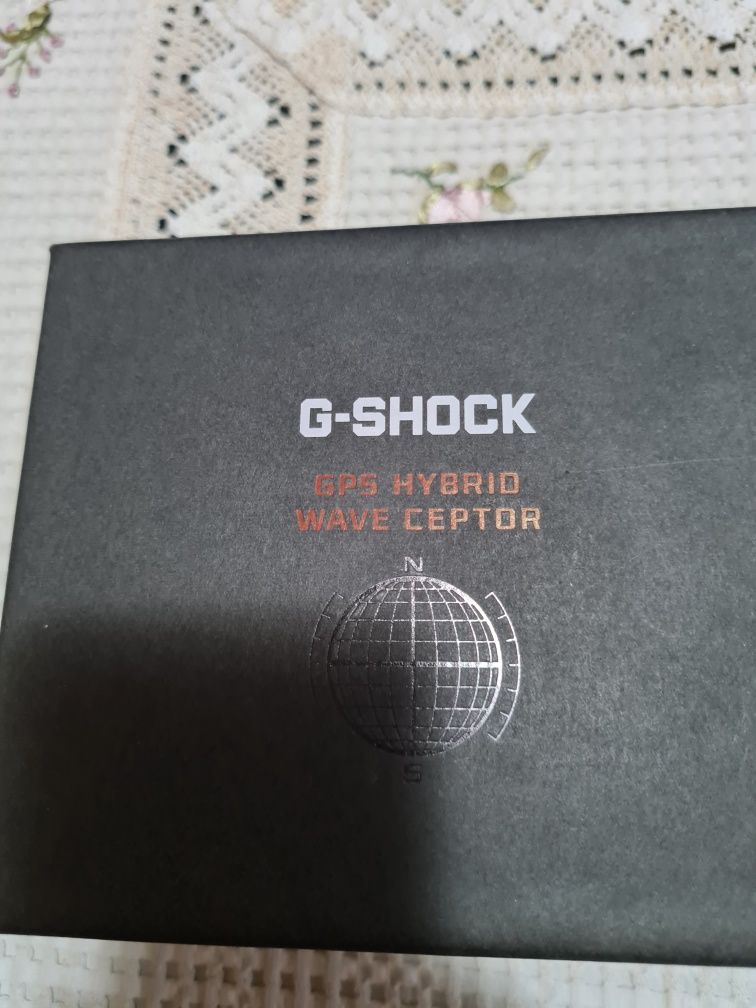 G-SHOCK
GPS HYBRID
WAVE CEPTOR
N
S